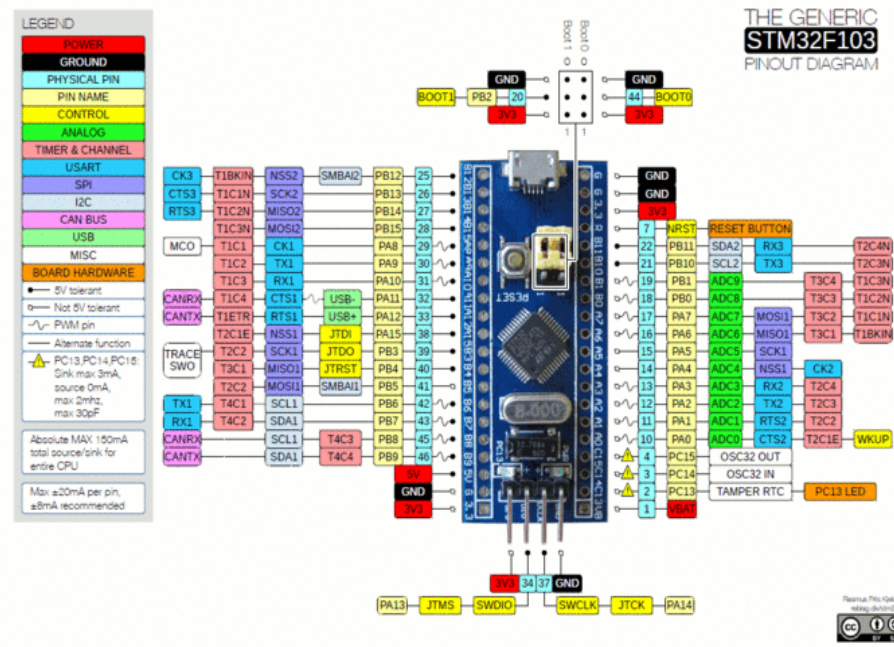 LEGEND
POWER
GROUND
PHYSICAL PIN
PIN NAME
CONTROL
ANALOG
TIMER & CHANNEL
USART
SPI
I2C
CAN BUS
USB
MISC
BOARD HARDWARE
5V tolerant
Not 5V tolerant
PWM pin
Alternate function
PC13,PC14,PC15:
Sink max 3mA,
source 0mA,
max 2mhz,
max 30pF
Absolute MAX 150mA
total source/sink for
entire CPU
Max ±20mA per pin,
±8mA recommended
THE GENERIC
STM32F103
PINOUT DIAGRAM
Boot 1
Boot 0
GND GND
BOOT1 PB2 20 44 BOOT0
3V3 3V3
1 1
CK3 T1BKIN NSS2 SMBAI2 PB12 25
CTS3 T1C1N SCK2 PB13 26
RTS3 T1C2N MISO2 PB14 27
T1C3N MOSI2 PB15 28
MCO T1C1 CK1 PA8 29
T1C2 TX1 PA9 30
T1C3 RX1 PA10 31
CANRX T1C4 CTS1 USB- PA11 32
CANTX T1ETR RTS1 USB+ PA12 33
T2C1E NSS1 JTDI PA15 38
TRACE SWO T2C2 SCK1 JTDO PB3 39
T3C1 MISO1 JTRST PB4 40
T2C2 MOSI1 SMBAI1 PB5 41
TX1 T4C1 SCL1 PB6 42
RX1 T4C2 SDA1 PB7 43
CANRX SCL1 T4C3 PB8 45
CANTX SDA1 T4C4 PB9 46
5V
GND
3V3
GND
GND
3V3
7 NRST RESET BUTTON
22 PB11 SDA2 RX3 T2C4N
21 PB10 SCL2 TX3 T2C3N
19 PB1 ADC9 T3C4 T1C3N
18 PB0 ADC8 T3C3 T1C2N
17 PA7 ADC7 MOSI1 T3C2 T1C1N
16 PA6 ADC6 MISO1 T3C1 T1BKIN
15 PA5 ADC5 SCK1
14 PA4 ADC4 NSS1 CK2
13 PA3 ADC3 RX2 T2C4
12 PA2 ADC2 TX2 T2C3
11 PA1 ADC1 RTS2 T2C2
10 PA0 ADC0 CTS2 T2C1E WKUP
4 PC15 OSC32 OUT
3 PC14 OSC32 IN
2 PC13 TAMPER RTC PC13 LED
1 VBAT
RESET
8.000
PC13
3V3 34 37 GND
PA13 JTMS SWDIO SWCLK JTCK PA14
cc
BY